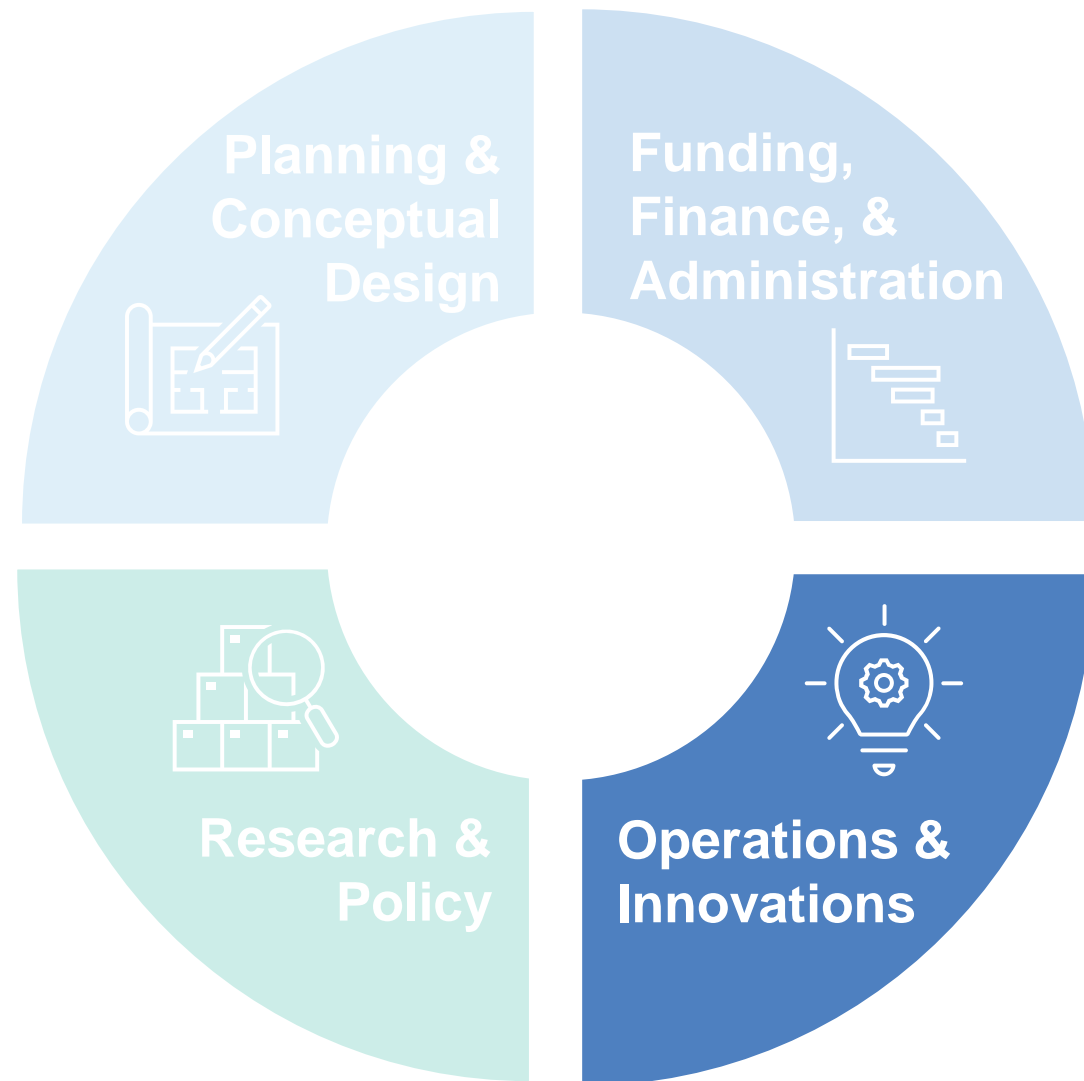 Planning &
Conceptual
Design
Funding,
Finance, &
Administration
Research &
Policy
Operations &
Innovations